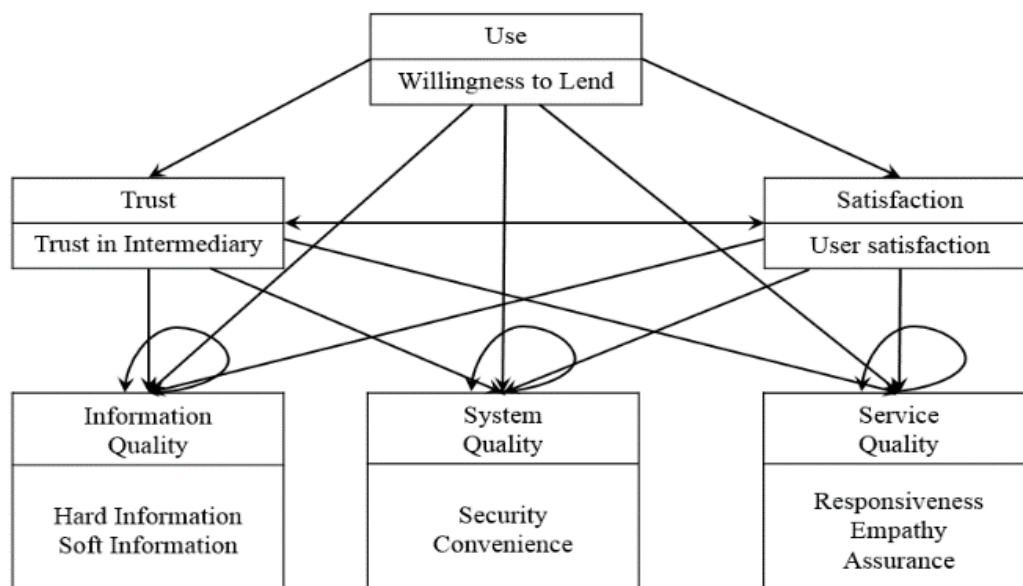 Use
Willingness to Lend
Trust
Trust in Intermediary
Satisfaction
User satisfaction
Information
Quality
Hard Information
Soft Information
System
Quality
Security
Convenience
Service
Quality
Responsiveness
Empathy
Assurance